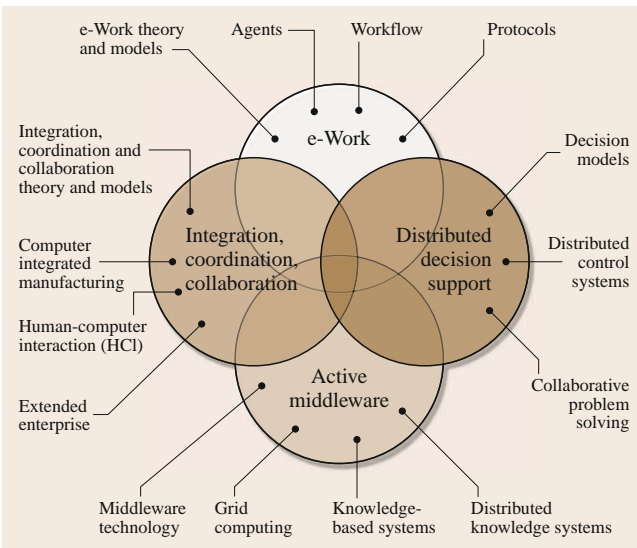 e-Work theory
and models
Agents
Workflow
Protocols
e-Work
Integration,
coordination and
collaboration
theory and models
Decision
models
Integration,
coordination,
collaboration
Distributed
decision
support
Computer
integrated
manufacturing
Distributed
control
systems
Human-computer
interaction (HCl)
Active
middleware
Extended
enterprise
Collaborative
problem
solving
Middleware
technology
Grid
computing
Knowledge-
based systems
Distributed
knowledge systems